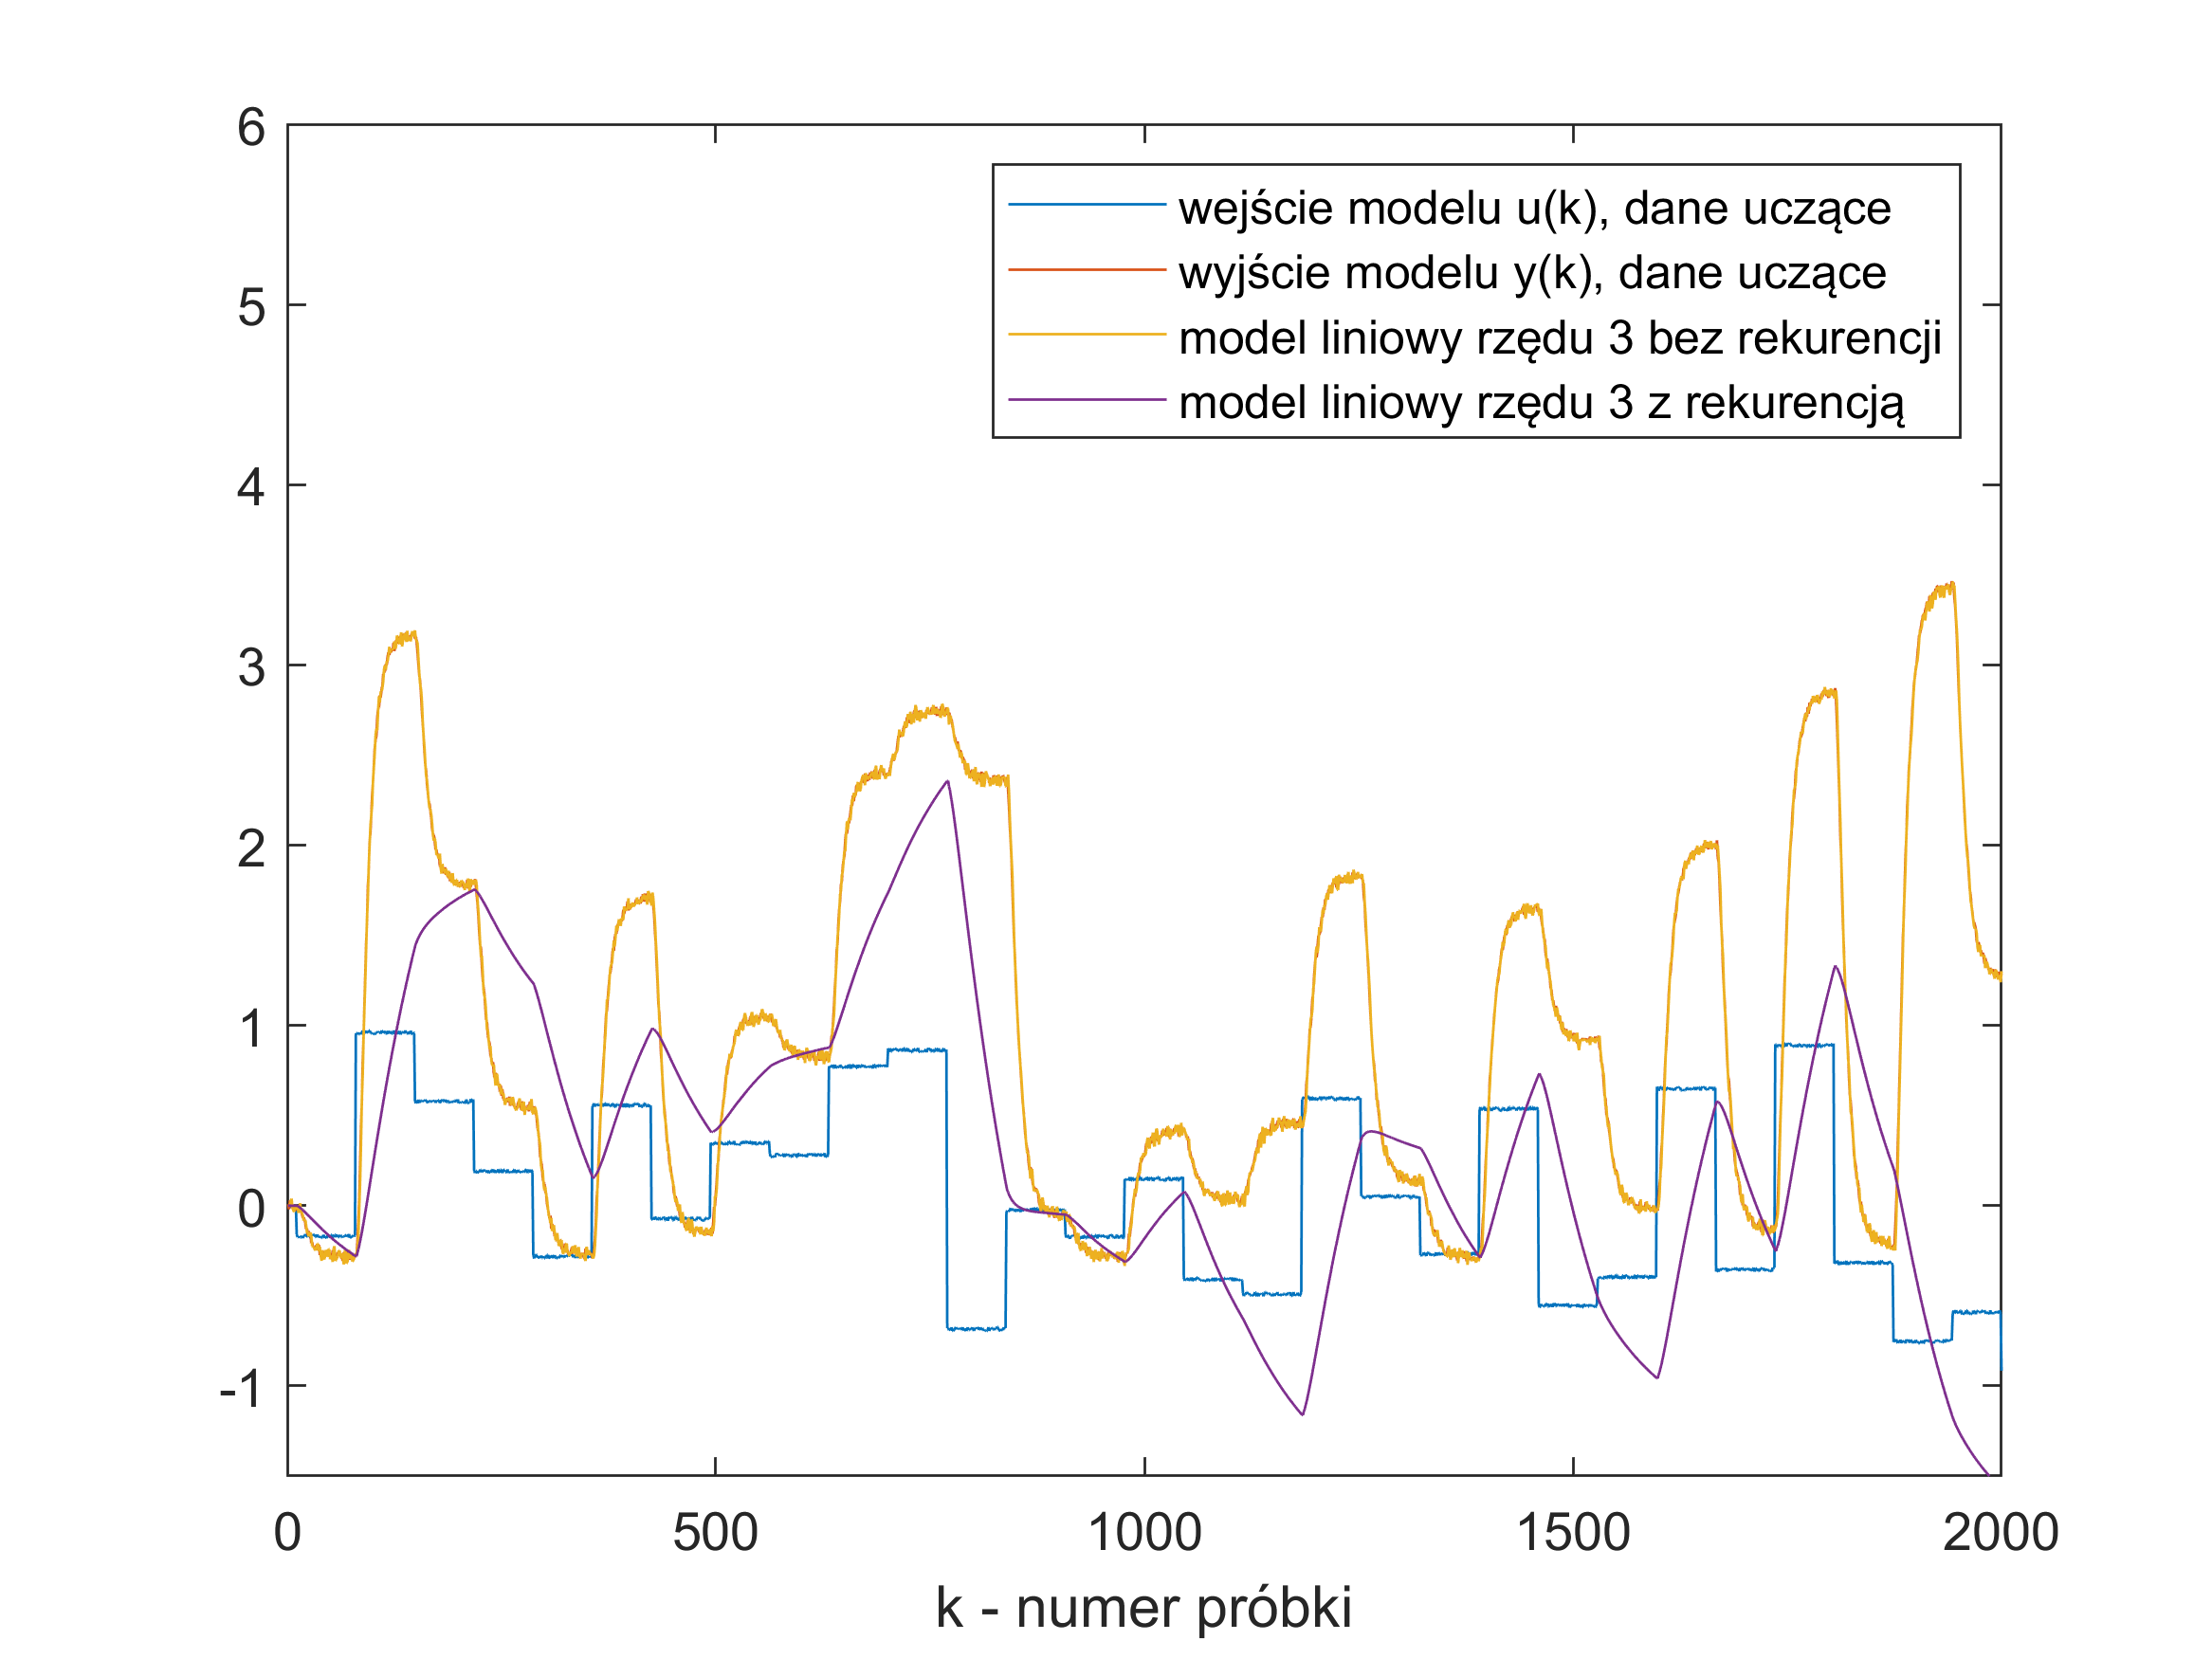 6
5
4
3
2
1
0
-1
wejście modelu u(k), dane uczące
wyjście modelu y(k), dane uczące
model liniowy rzędu 3 bez rekurencji
model liniowy rzędu 3 z rekurencją
0 500 1000 1500 2000
k - numer próbki